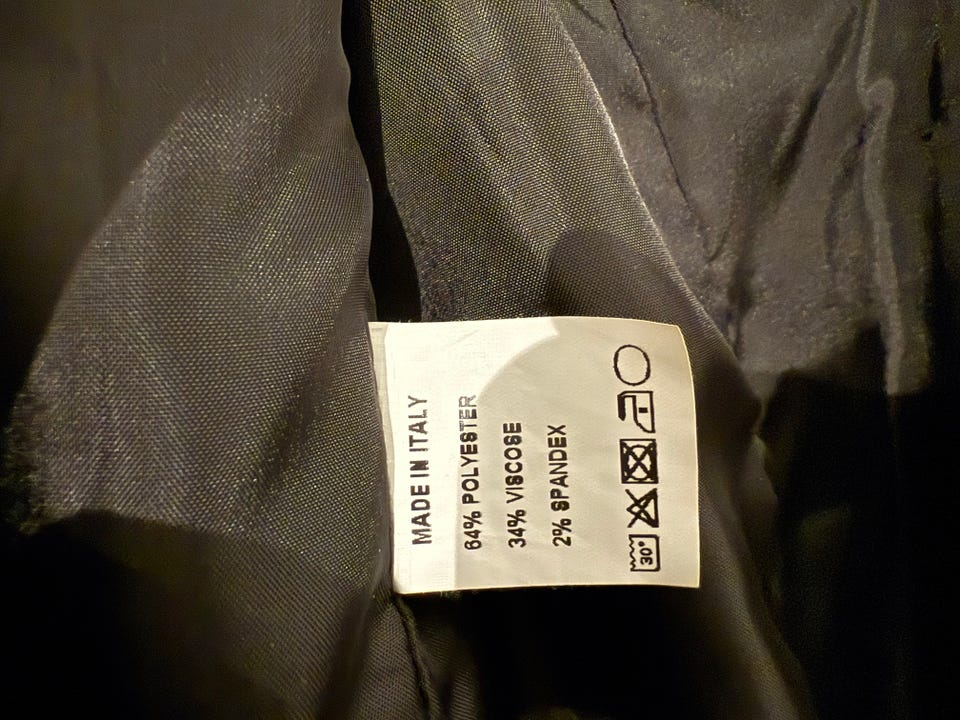 MADE IN ITALY
64% POLYESTER
34% VISCOSE
2% SPANDEX
30°